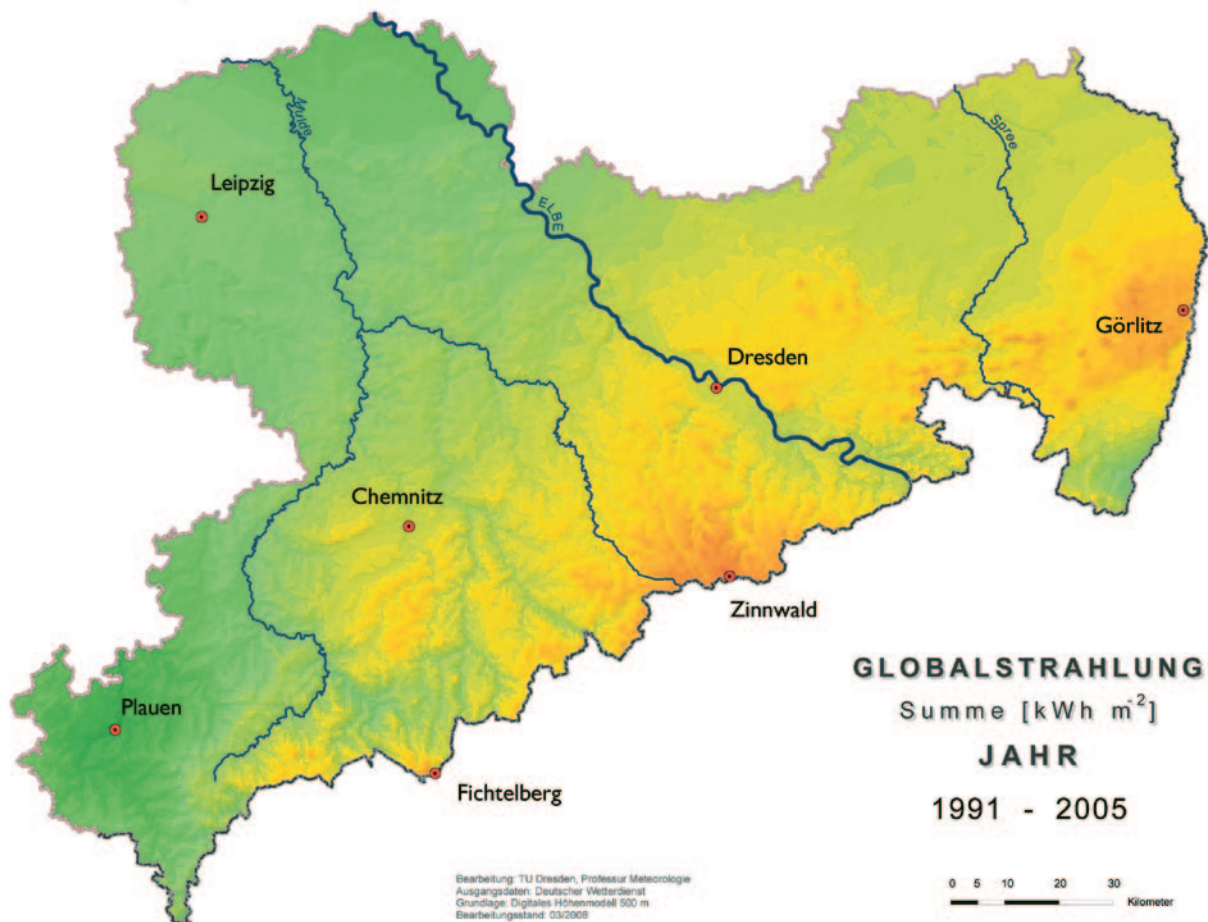 Mulde
Leipzig
ELBE
Spree
Görlitz
Dresden
Chemnitz
Zinnwald
Plauen
Fichtelberg
GLOBALSTRAHLUNG
Summe [kWh m-2]
JAHR
1991 - 2005
Bearbeitung: TU Dresden, Professur Meteorologie
Ausgangsdaten: Deutscher Wetterdienst
Grundlage: Digitales Höhenmodell 500 m
Bearbeitungsstand: 03/2008
0 5 10 20 30 Kilometer